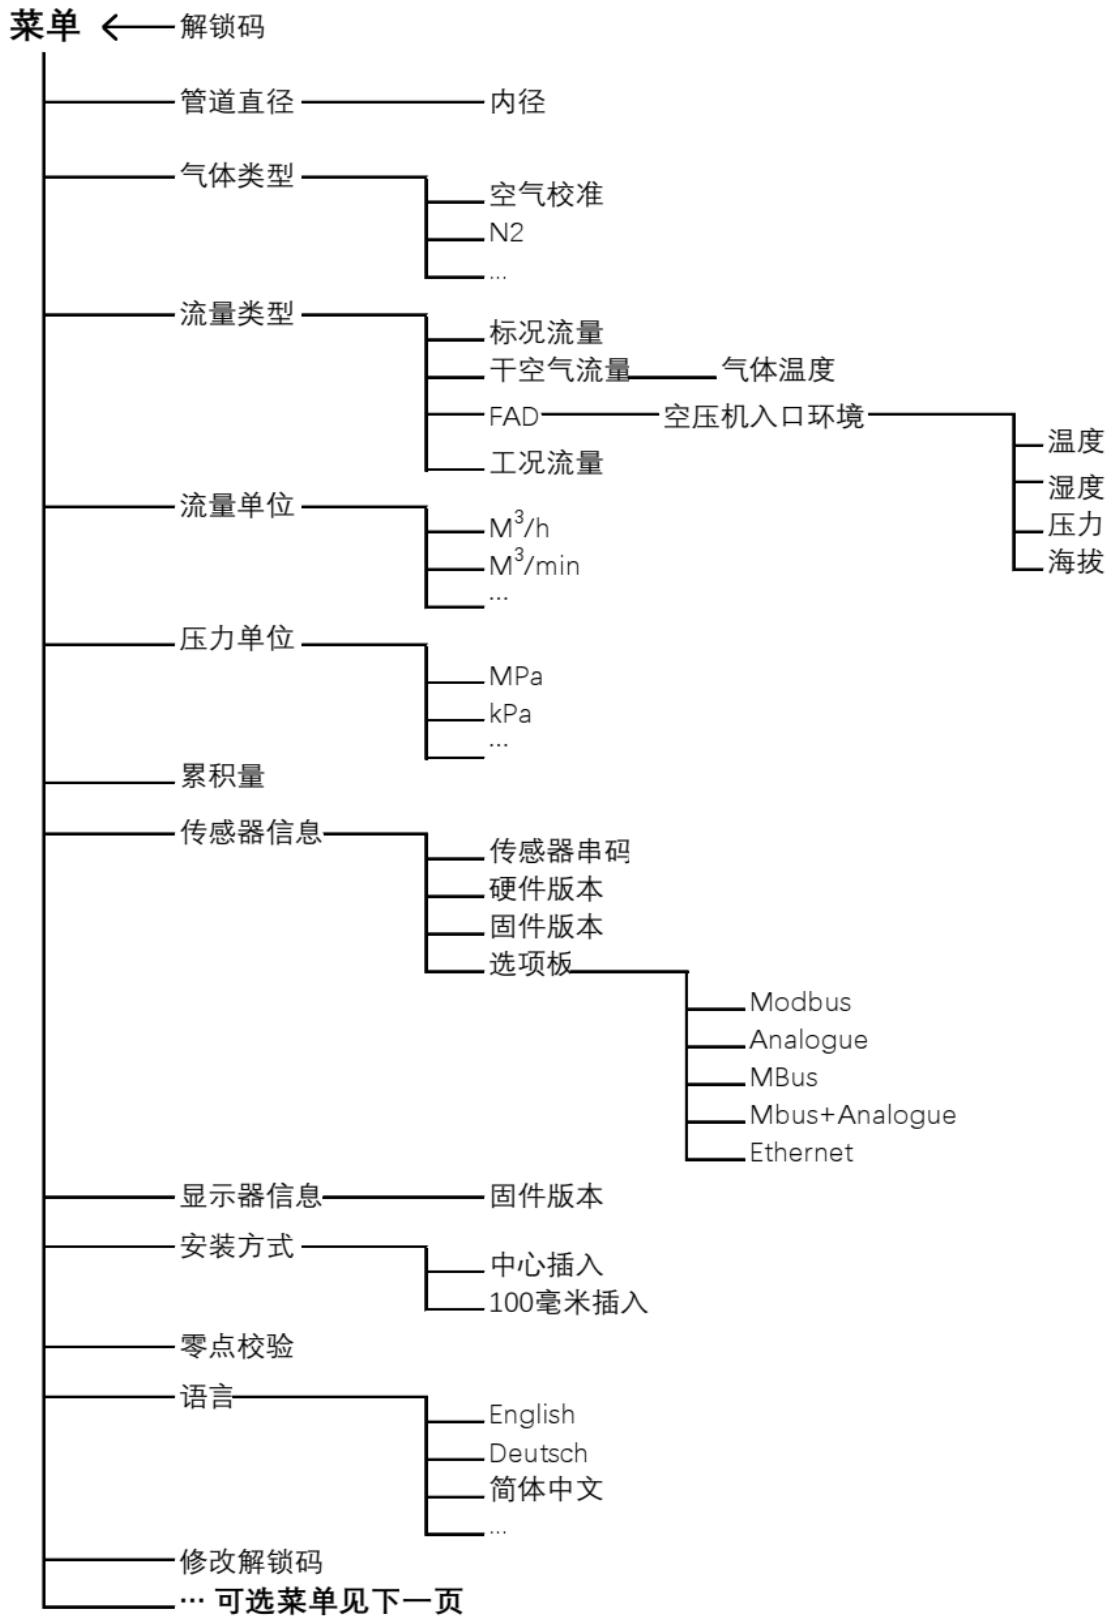 菜单 解锁码
管道直径 内径
气体类型
空气校准
N2
...
流量类型
标况流量
干空气流量 气体温度
FAD 空压机入口环境
温度
工况流量
湿度
流量单位
压力
M³/h
海拔
M³/min
...
压力单位
MPa
kPa
...
累积量
传感器信息
传感器串码
硬件版本
固件版本
选项板
Modbus
Analogue
MBus
Mbus+Analogue
Ethernet
显示器信息 固件版本
安装方式
中心插入
100毫米插入
零点校验
语言
English
Deutsch
简体中文
...
修改解锁码
... 可选菜单见下一页